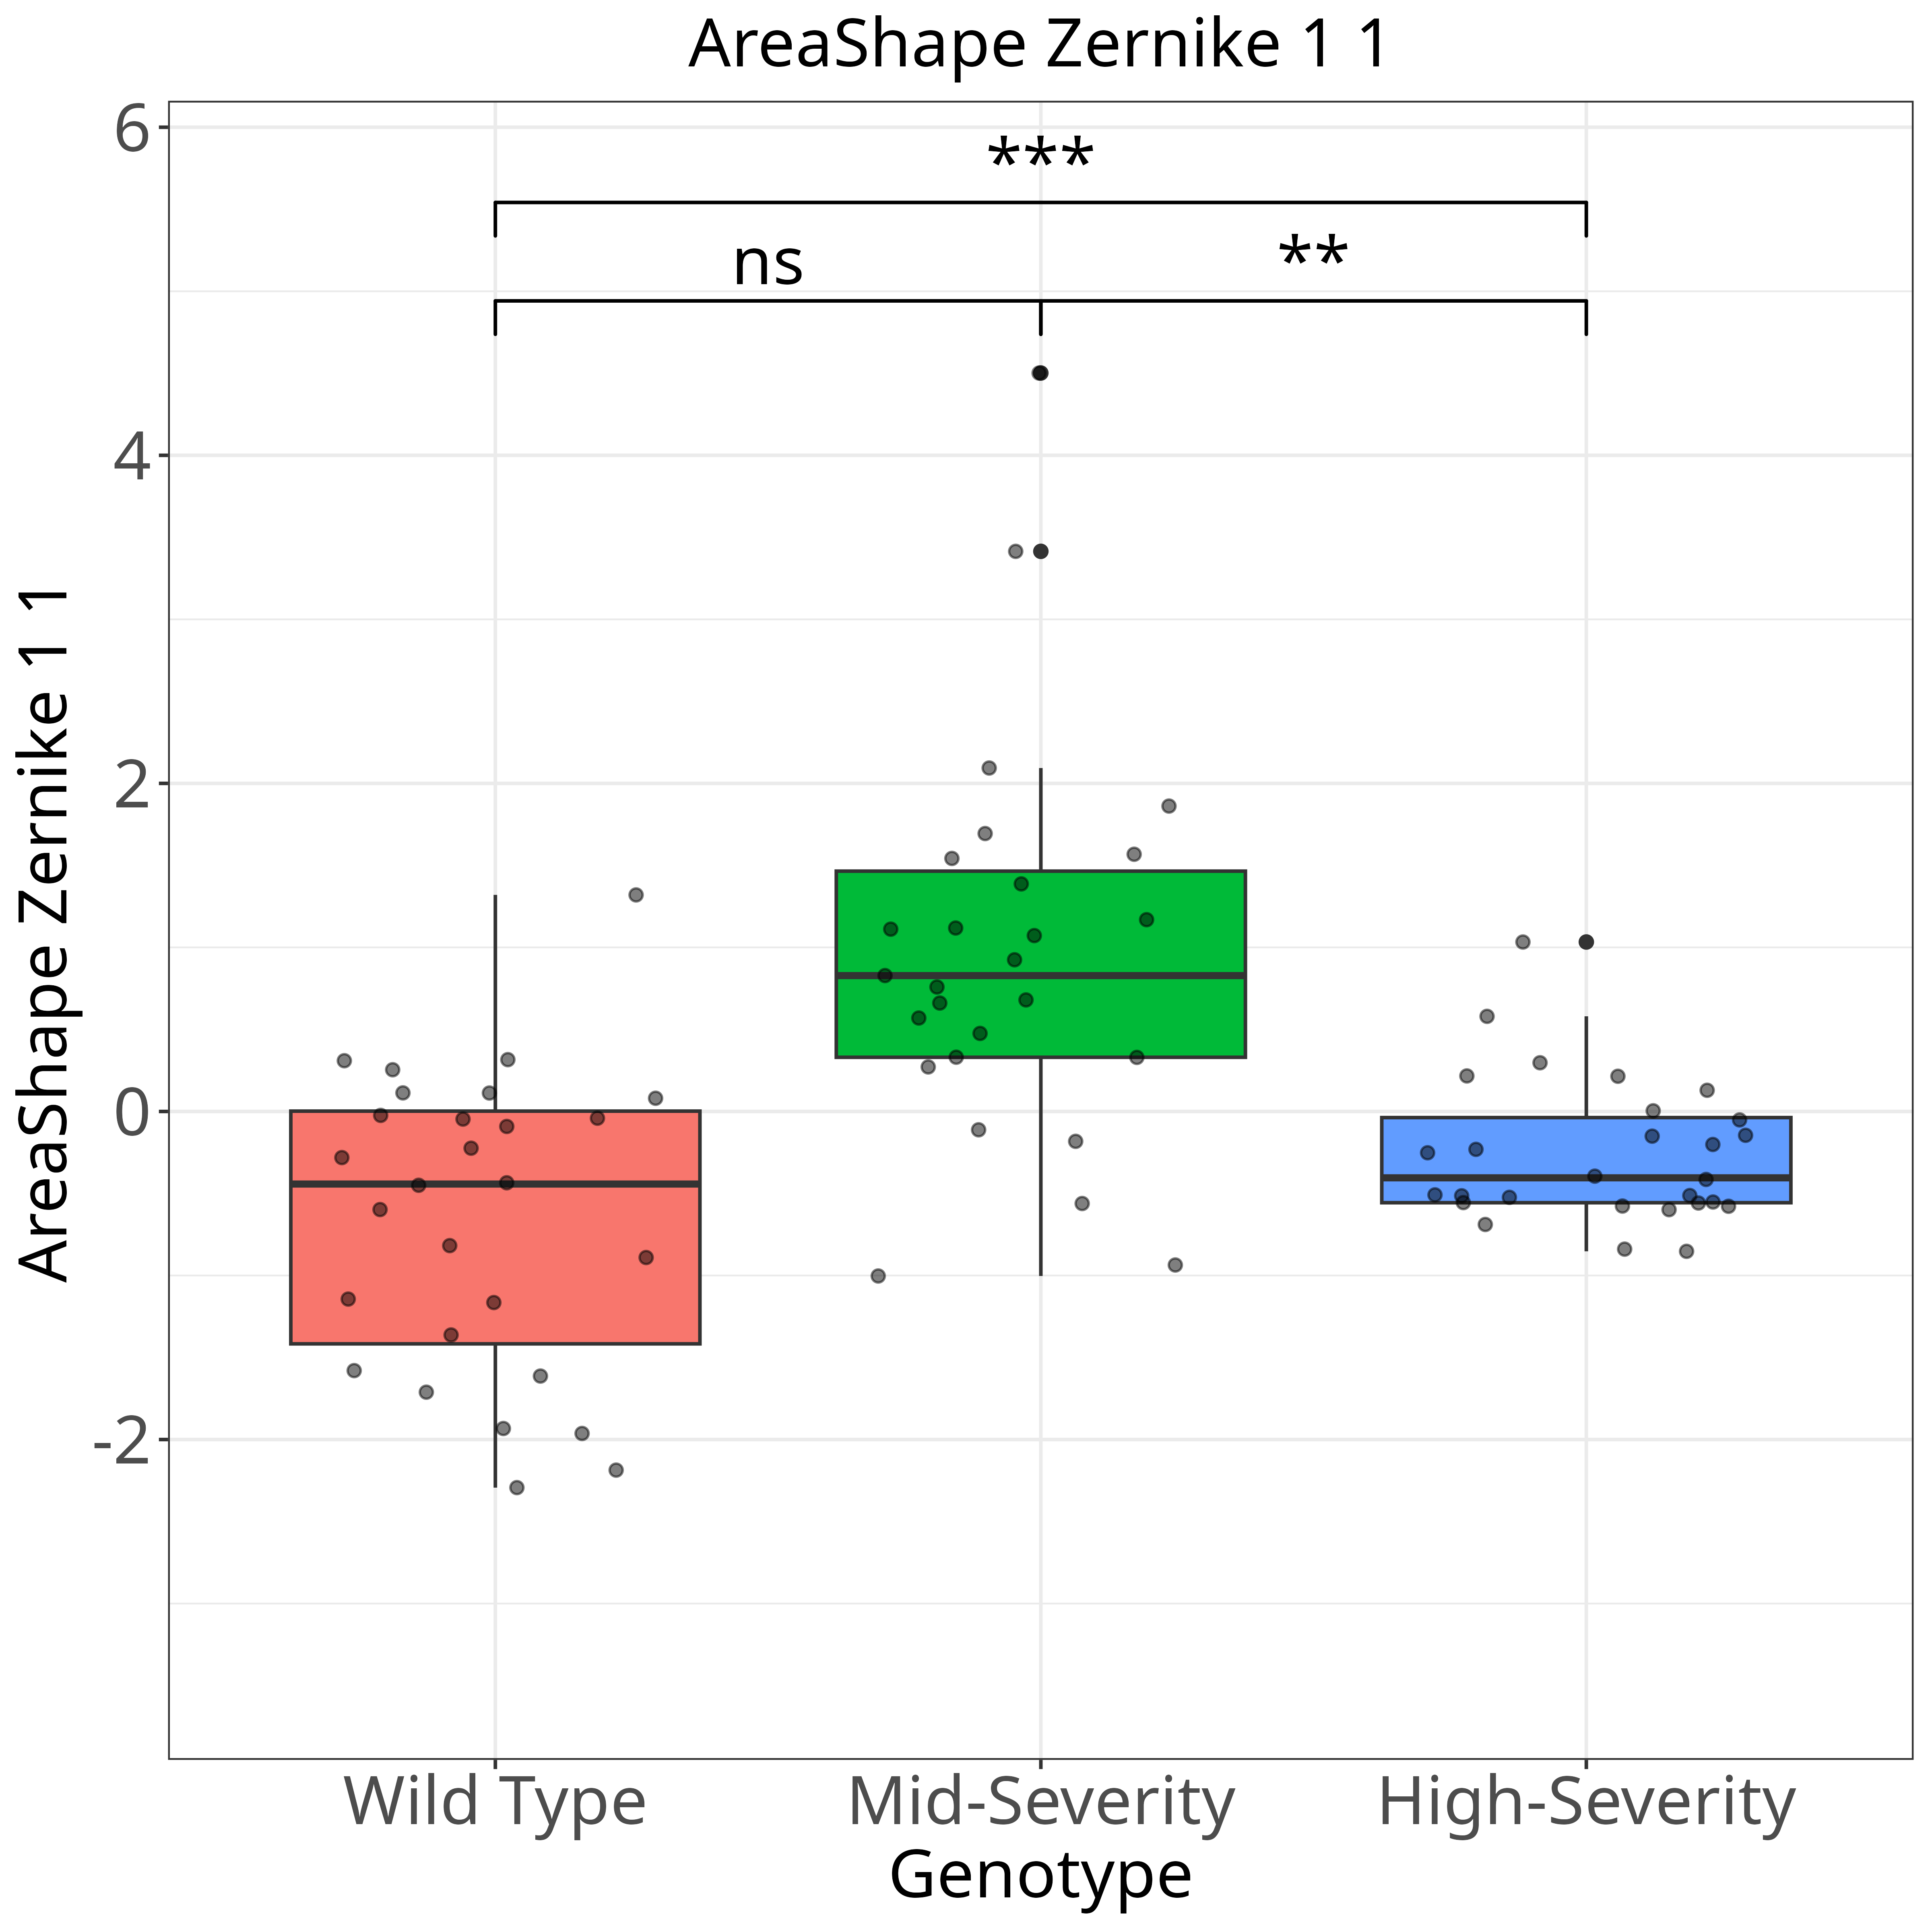 AreaShape Zernike 1 1
AreaShape Zernike 1 1
6
4
2
0
-2
***
ns
**
Wild Type
Mid-Severity
High-Severity
Genotype